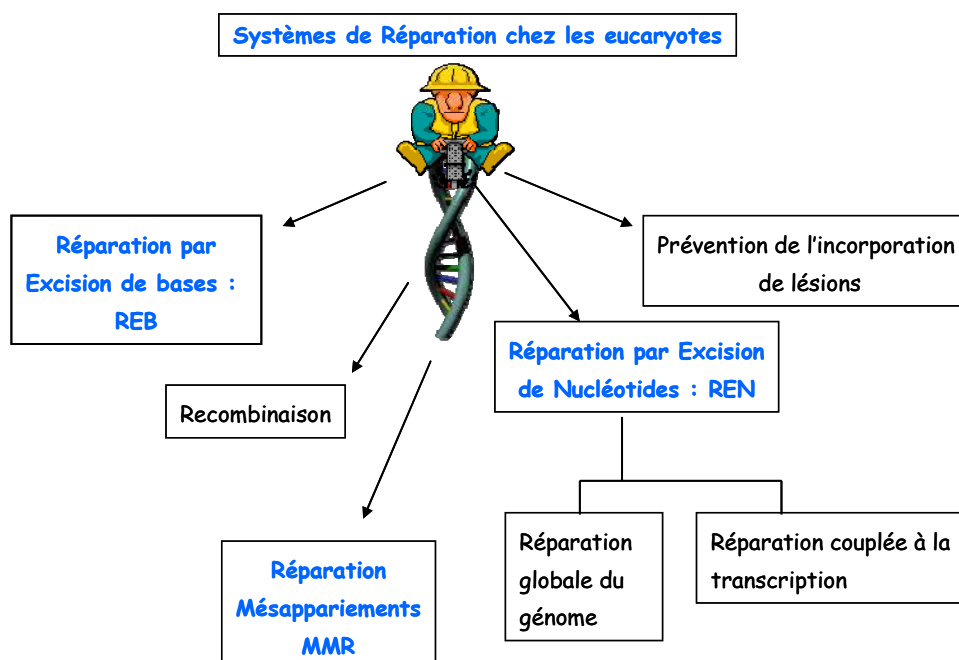 Systèmes de Réparation chez les eucaryotes
Réparation par
Excision de bases :
REB
Prévention de l'incorporation
de lésions
Réparation par Excision
de Nucléotides : REN
Recombinaison
Réparation
Mésappariements
MMR
Réparation
globale du
génome
Réparation couplée à la
transcription